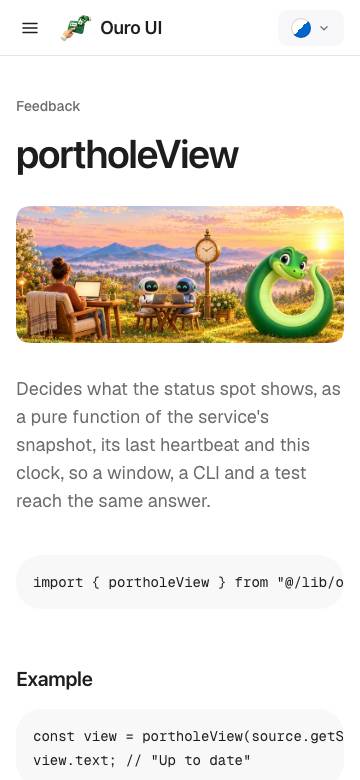 Ouro UI
Feedback
portholeView
Decides what the status spot shows, as
a pure function of the service's
snapshot, its last heartbeat and this
clock, so a window, a CLI and a test
reach the same answer.
import { portholeView } from "@/lib/o
Example
const view = portholeView(source.getS
view.text; // "Up to date"